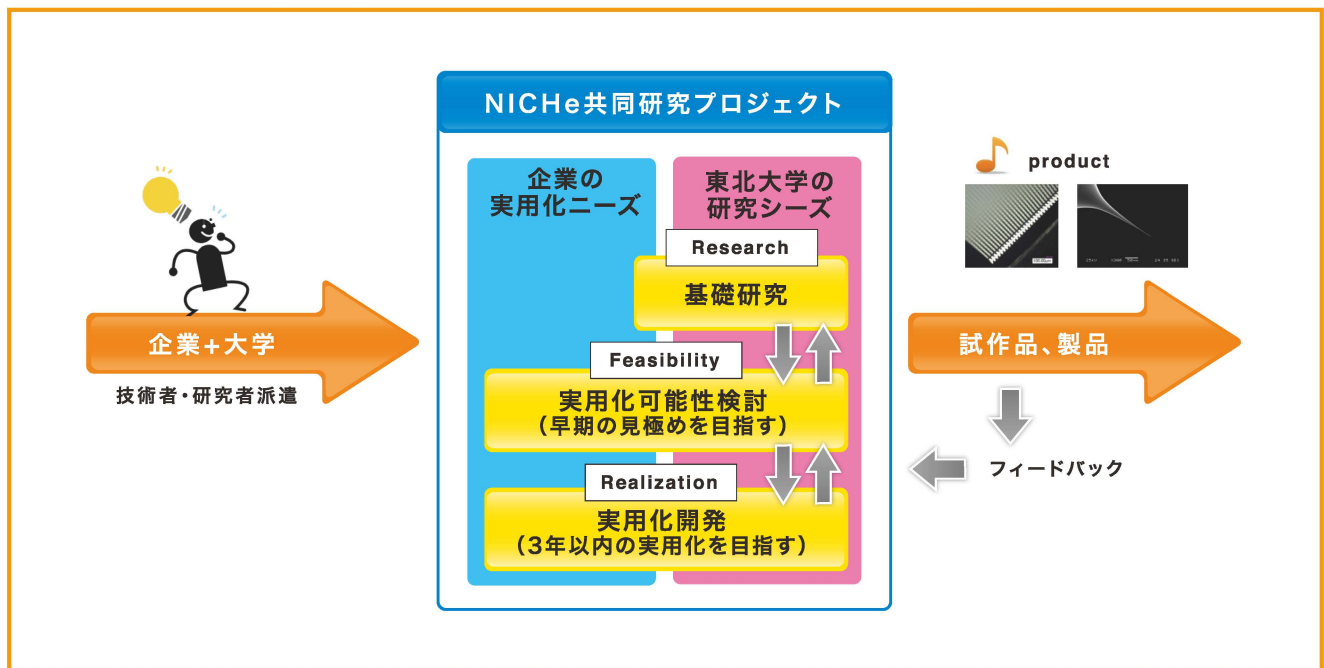 NICHe共同研究プロジェクト
企業の
実用化ニーズ
東北大学の
研究シーズ
Research
基礎研究
Feasibility
実用化可能性検討
(早期の見極めを目指す)
Realization
実用化開発
(3年以内の実用化を目指す)
企業+大学
技術者・研究者派遣
product
試作品、製品
フィードバック